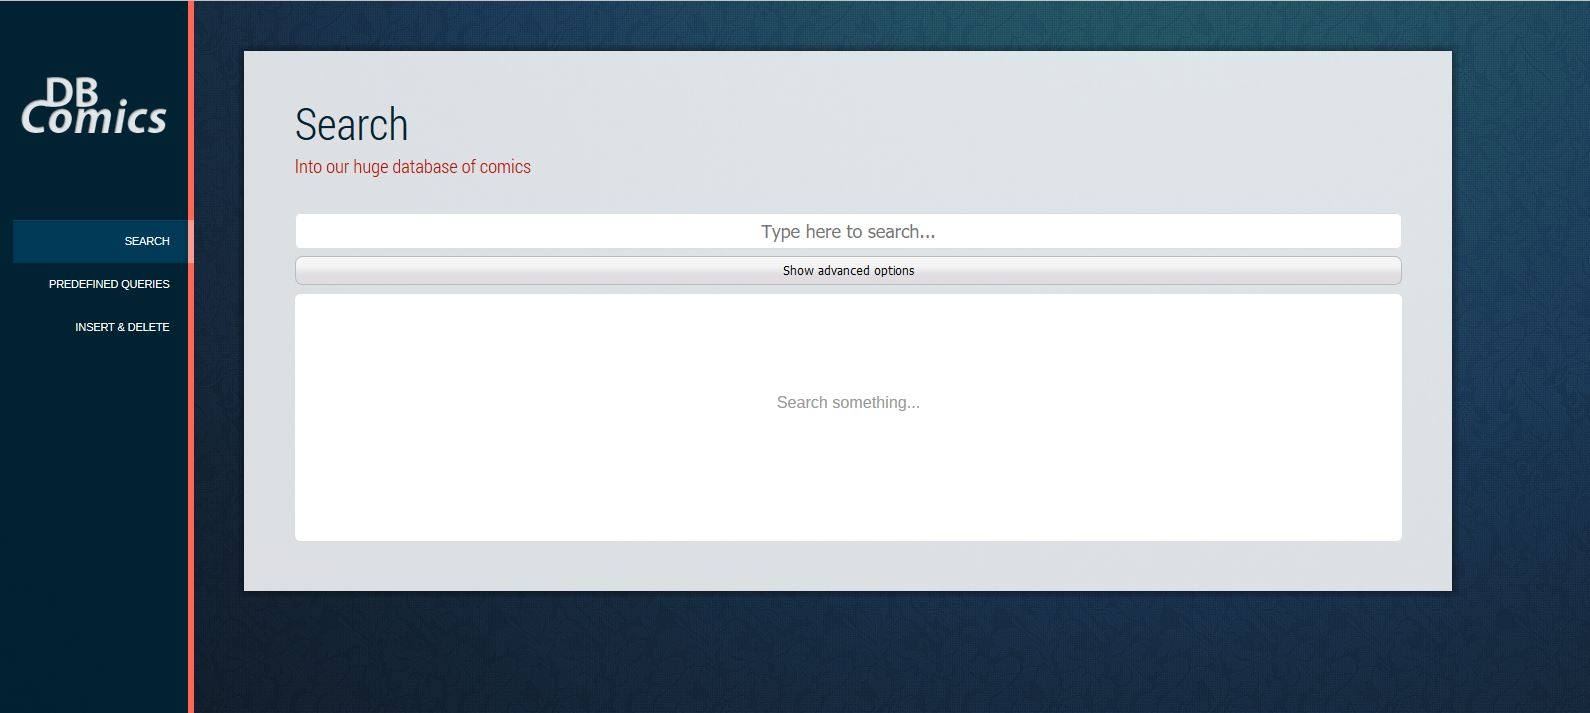 DB
Comics
SEARCH
PREDEFINED QUERIES
INSERT & DELETE
Search
Into our huge database of comics
Type here to search...
Show advanced options
Search something...